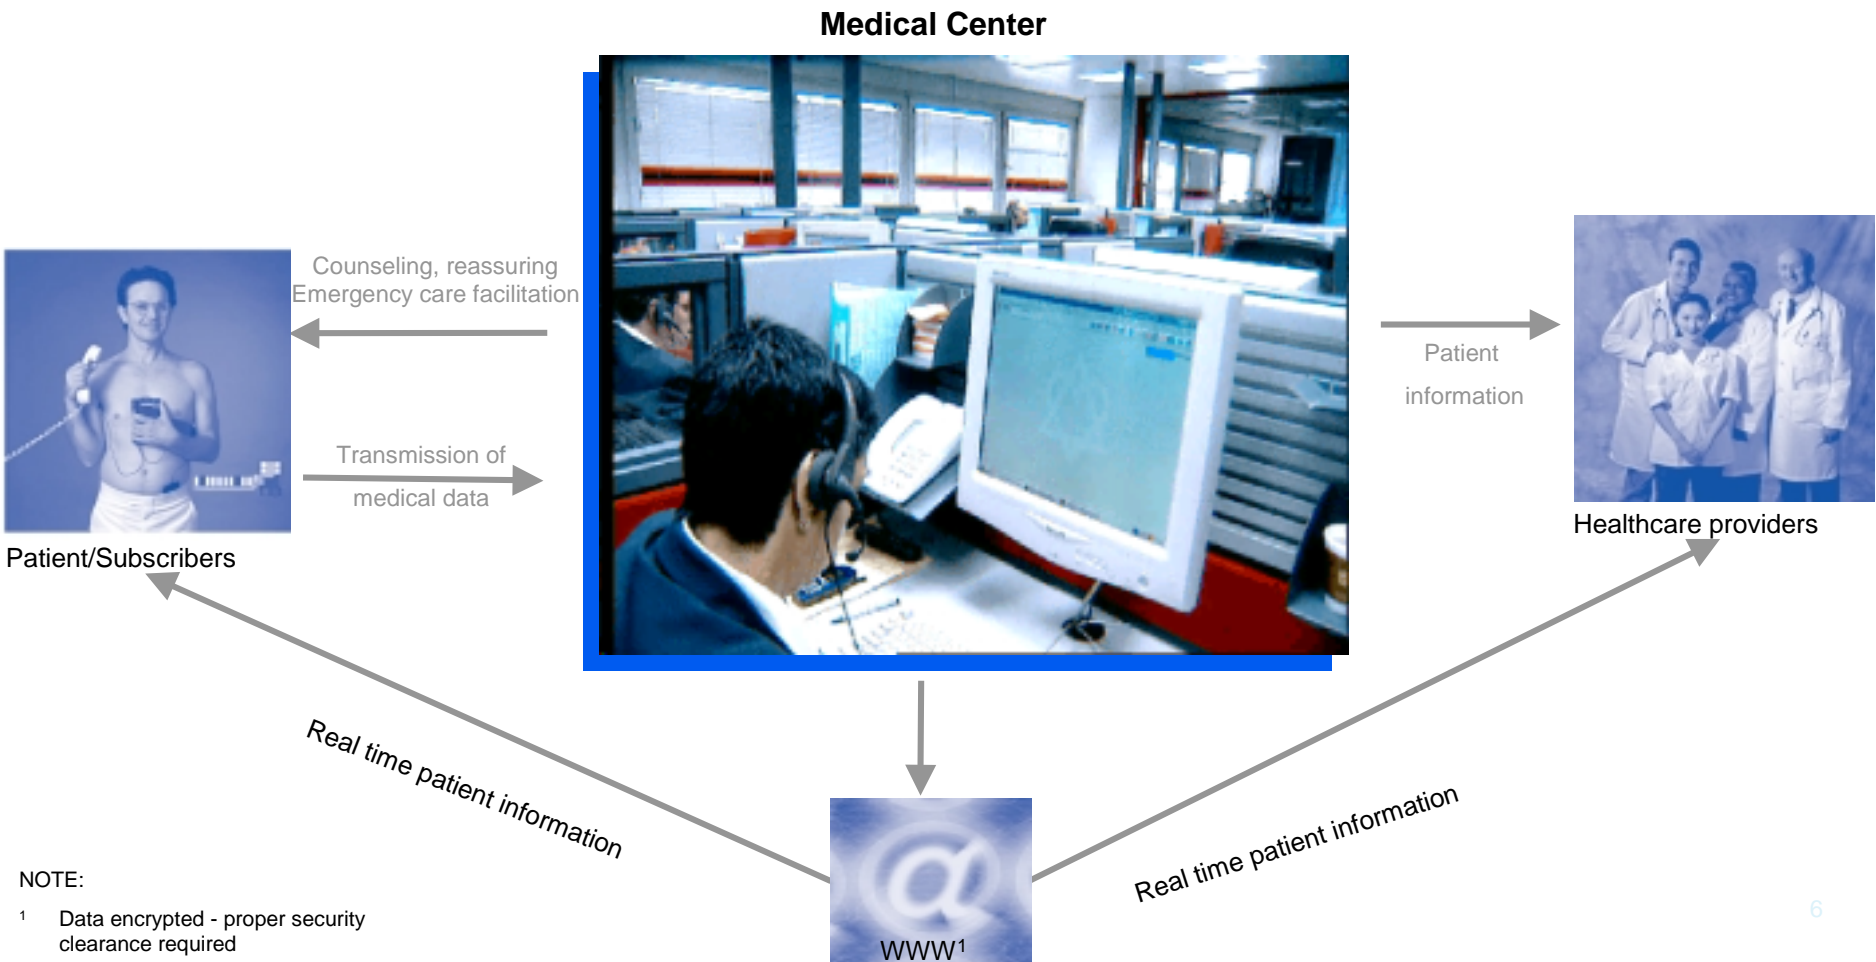 Medical Center
Counseling, reassuring
Emergency care facilitation
Transmission of
medical data
Patient/Subscribers
Patient
information
Healthcare providers
Real time patient information
Real time patient information
WWW¹
NOTE:
¹ Data encrypted - proper security
clearance required
6